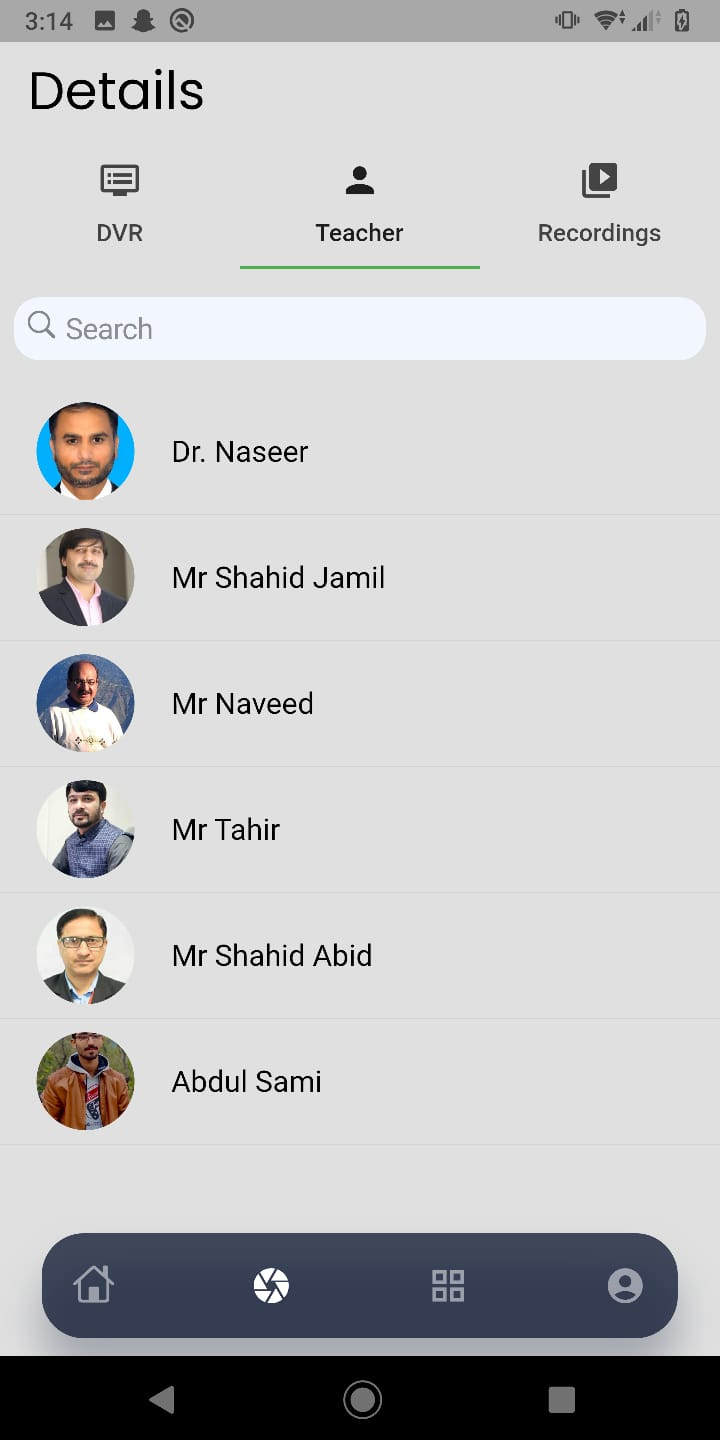 3:14
Details
DVR
Teacher
Recordings
Search
Dr. Naseer
Mr Shahid Jamil
Mr Naveed
Mr Tahir
Mr Shahid Abid
Abdul Sami